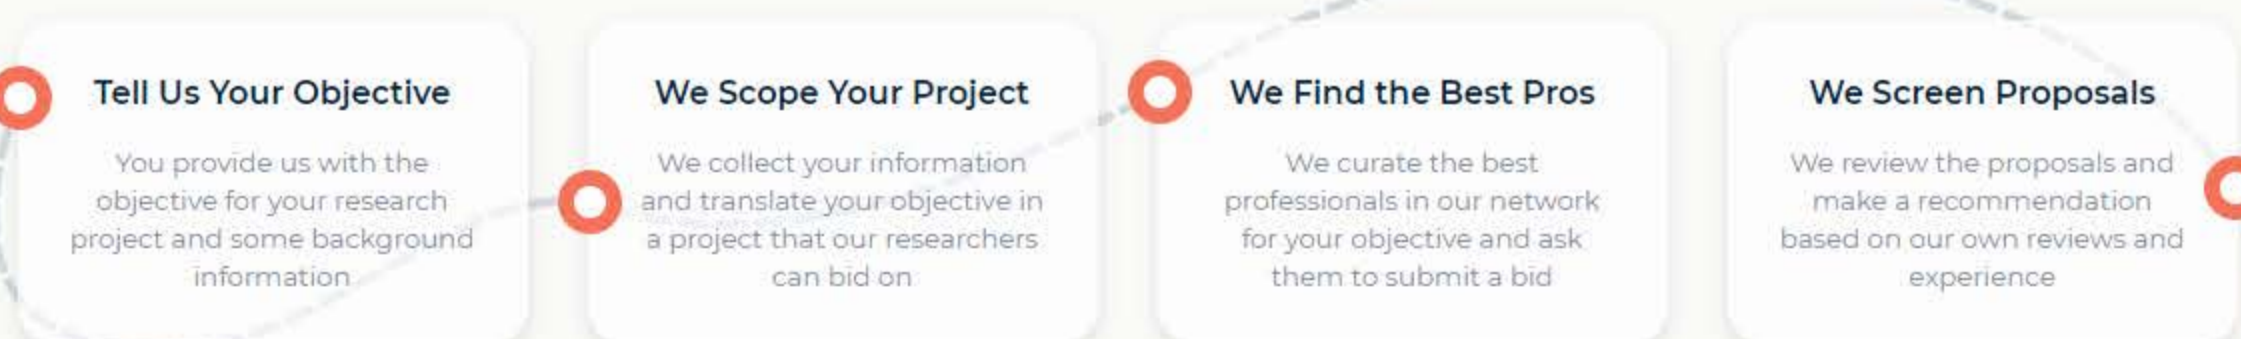 Tell Us Your Objective
You provide us with the
objective for your research
project and some background
information
We Scope Your Project
We collect your information
and translate your objective in
a project that our researchers
can bid on
We Find the Best Pros
We curate the best
professionals in our network
for your objective and ask
them to submit a bid
We Screen Proposals
We review the proposals and
make a recommendation
based on our own reviews and
experience